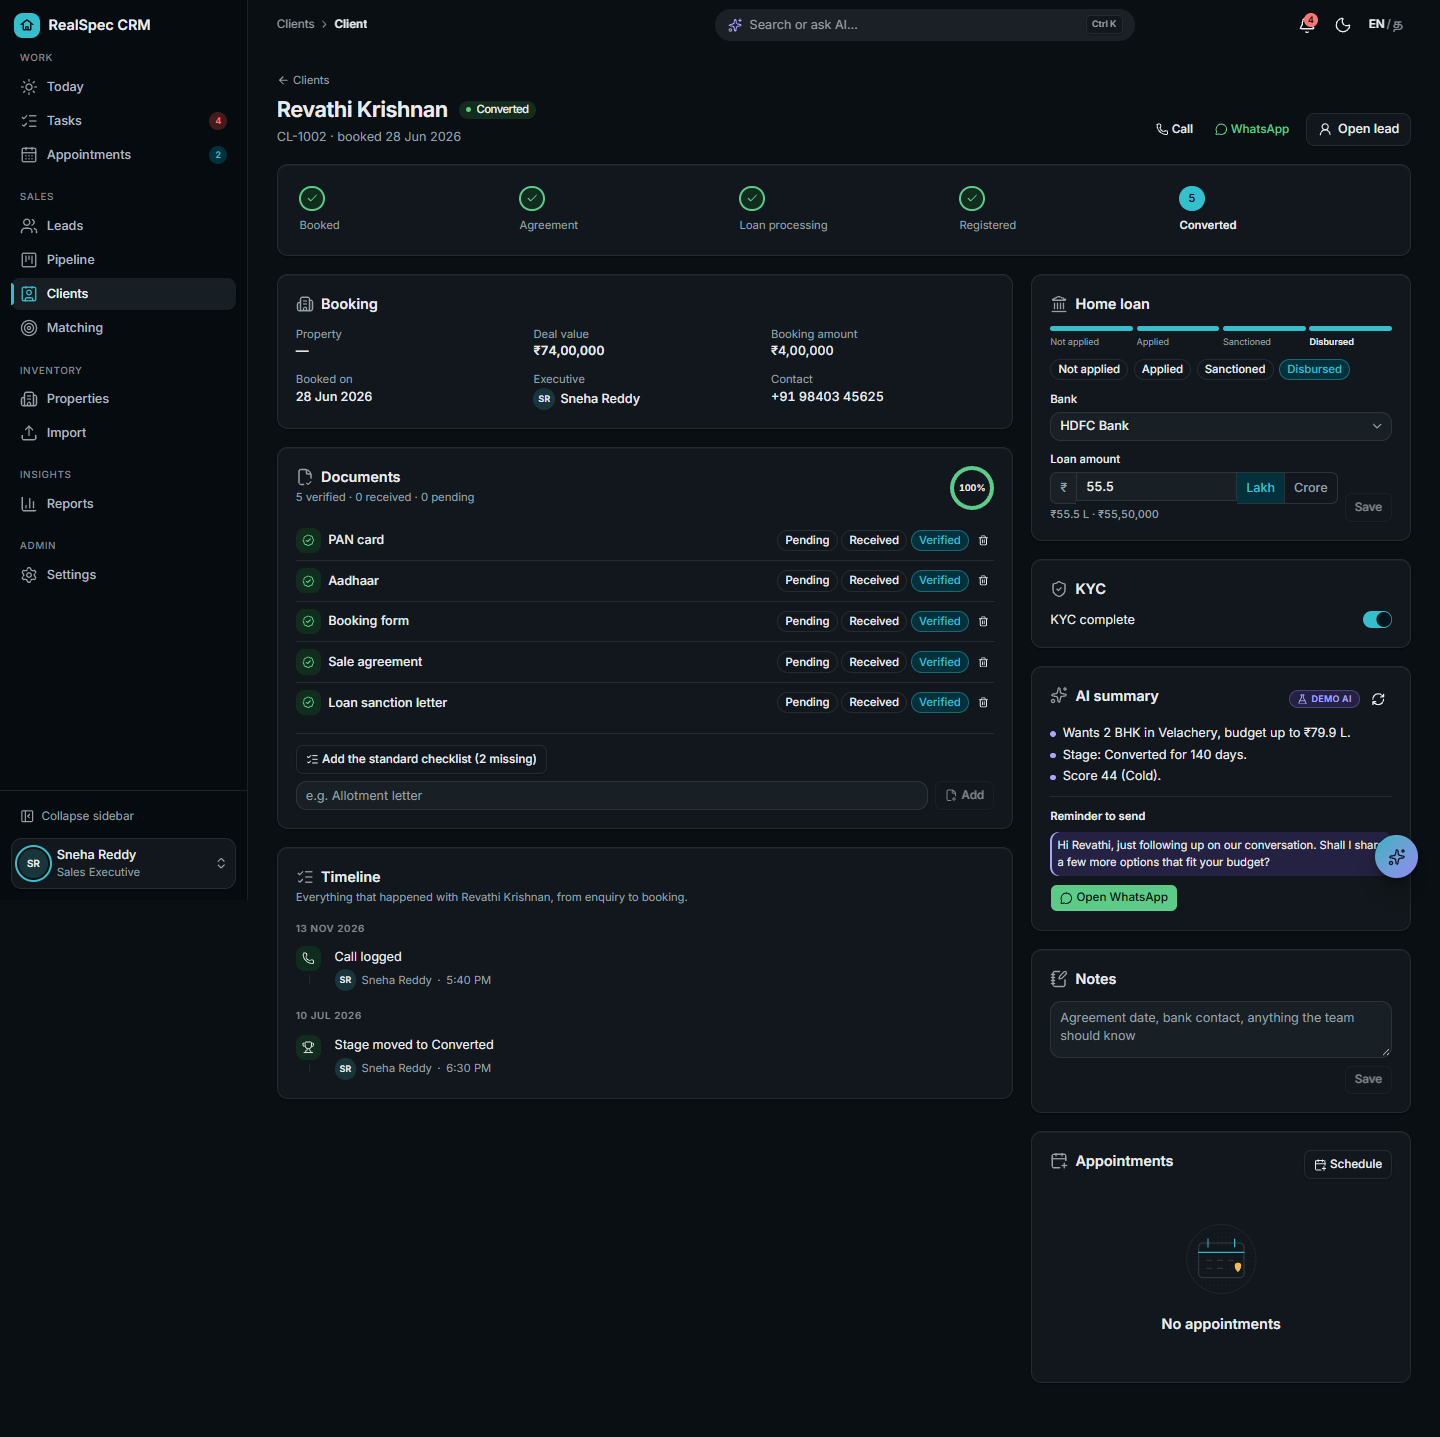 RealSpec CRM
WORK
Today
Tasks
4
Appointments
2
SALES
Leads
Pipeline
Clients
Matching
INVENTORY
Properties
Import
INSIGHTS
Reports
ADMIN
Settings
Collapse sidebar
SR
Sneha Reddy
Sales Executive
Clients > Client
Search or ask AI...
Ctrl K
4
EN / த
← Clients
Revathi Krishnan
Converted
CL-1002 · booked 28 Jun 2026
Call
WhatsApp
Open lead
Booked
Agreement
Loan processing
Registered
5
Converted
Booking
Property
—
Deal value
₹74,00,000
Booking amount
₹4,00,000
Booked on
28 Jun 2026
Executive
SR Sneha Reddy
Contact
+91 98403 45625
Documents
5 verified · 0 received · 0 pending
100%
PAN card Pending Received Verified
Aadhaar Pending Received Verified
Booking form Pending Received Verified
Sale agreement Pending Received Verified
Loan sanction letter Pending Received Verified
Add the standard checklist (2 missing)
e.g. Allotment letter
Add
Timeline
Everything that happened with Revathi Krishnan, from enquiry to booking.
13 NOV 2026
Call logged
SR Sneha Reddy · 5:40 PM
10 JUL 2026
Stage moved to Converted
SR Sneha Reddy · 6:30 PM
Home loan
Not applied Applied Sanctioned Disbursed
Not applied Applied Sanctioned Disbursed
Bank
HDFC Bank
Loan amount
₹ 55.5 Lakh Crore
₹55.5 L · ₹55,50,000
Save
KYC
KYC complete
AI summary
DEMO AI
Wants 2 BHK in Velachery, budget up to ₹79.9 L.
Stage: Converted for 140 days.
Score 44 (Cold).
Reminder to send
Hi Revathi, just following up on our conversation. Shall I
a few more options that fit your budget?
Open WhatsApp
Notes
Agreement date, bank contact, anything the team
should know
Save
Appointments
Schedule
No appointments